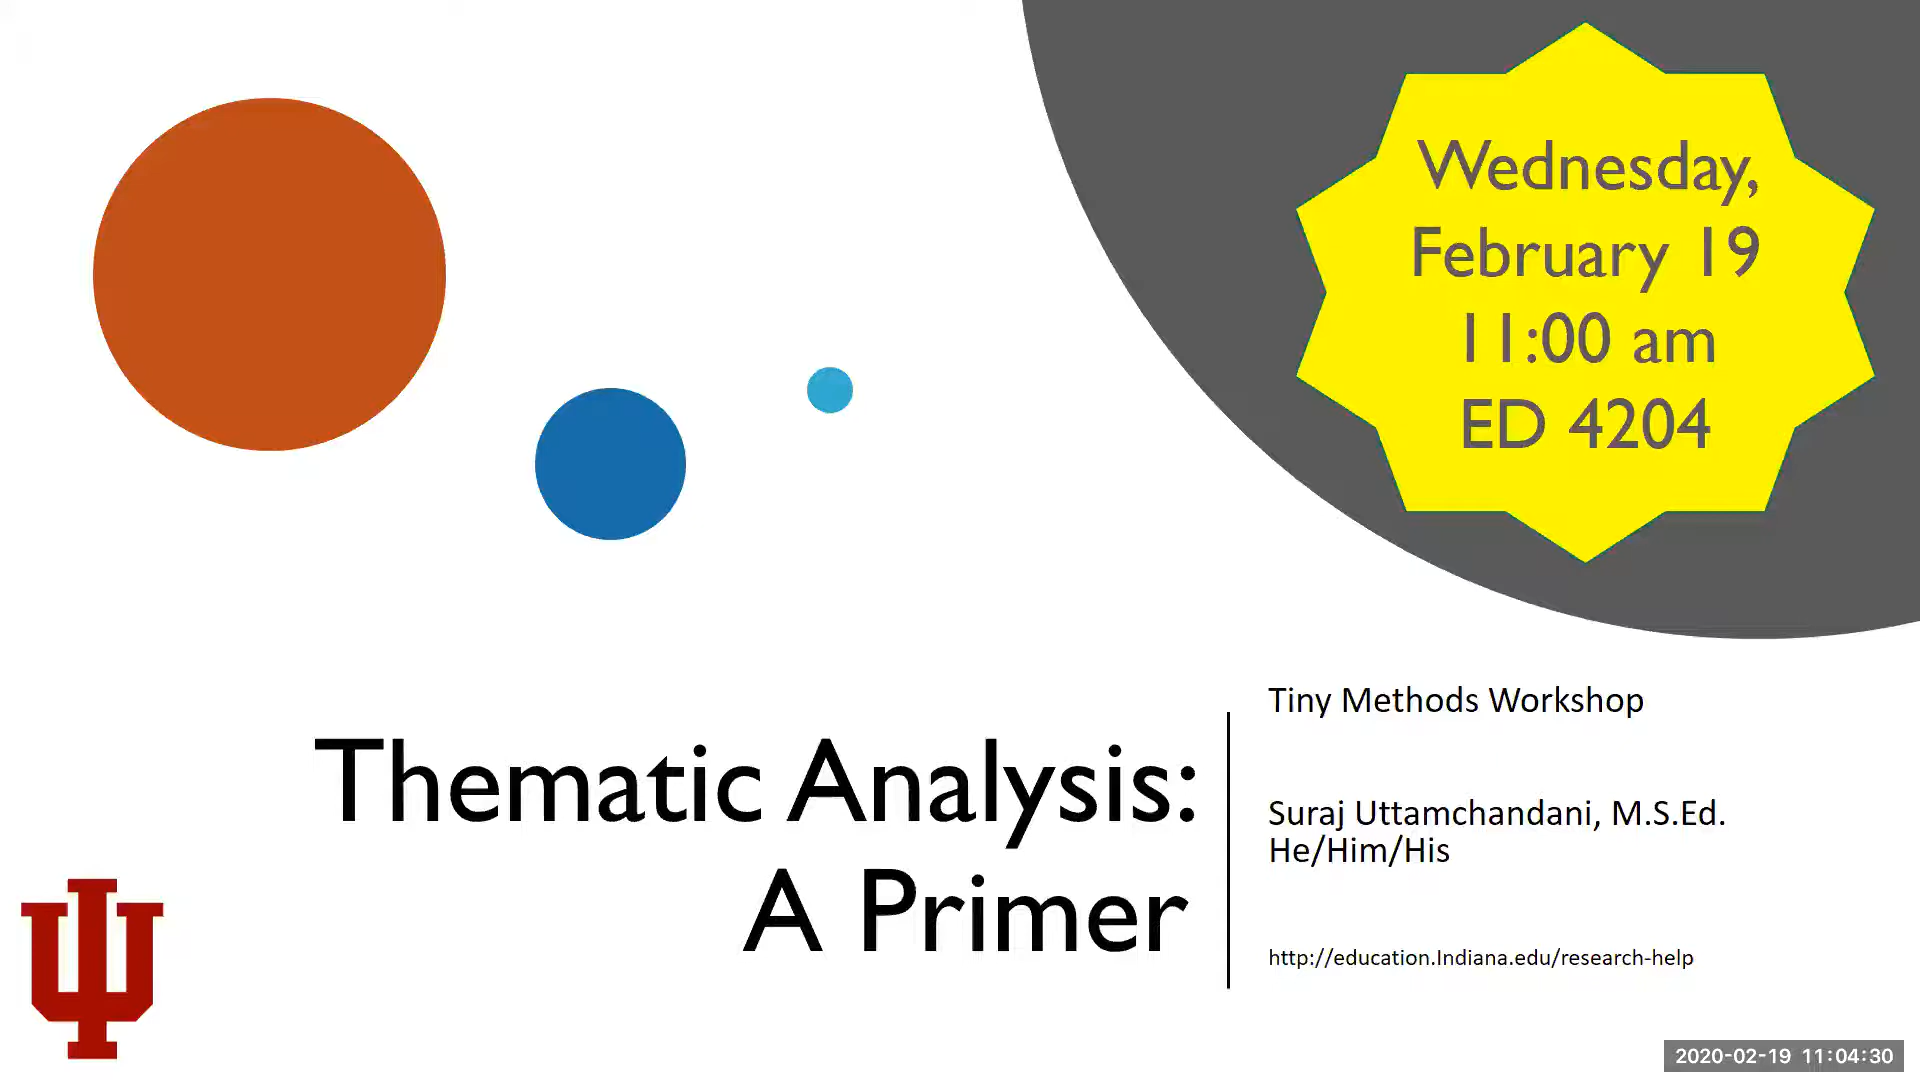 Wednesday,
February 19
11:00 am
ED 4204
Thematic Analysis:
A Primer
Tiny Methods Workshop
Suraj Uttamchandani, M.S.Ed.
He/Him/His
http://education.Indiana.edu/research-help
2020-02-19 11:04:30